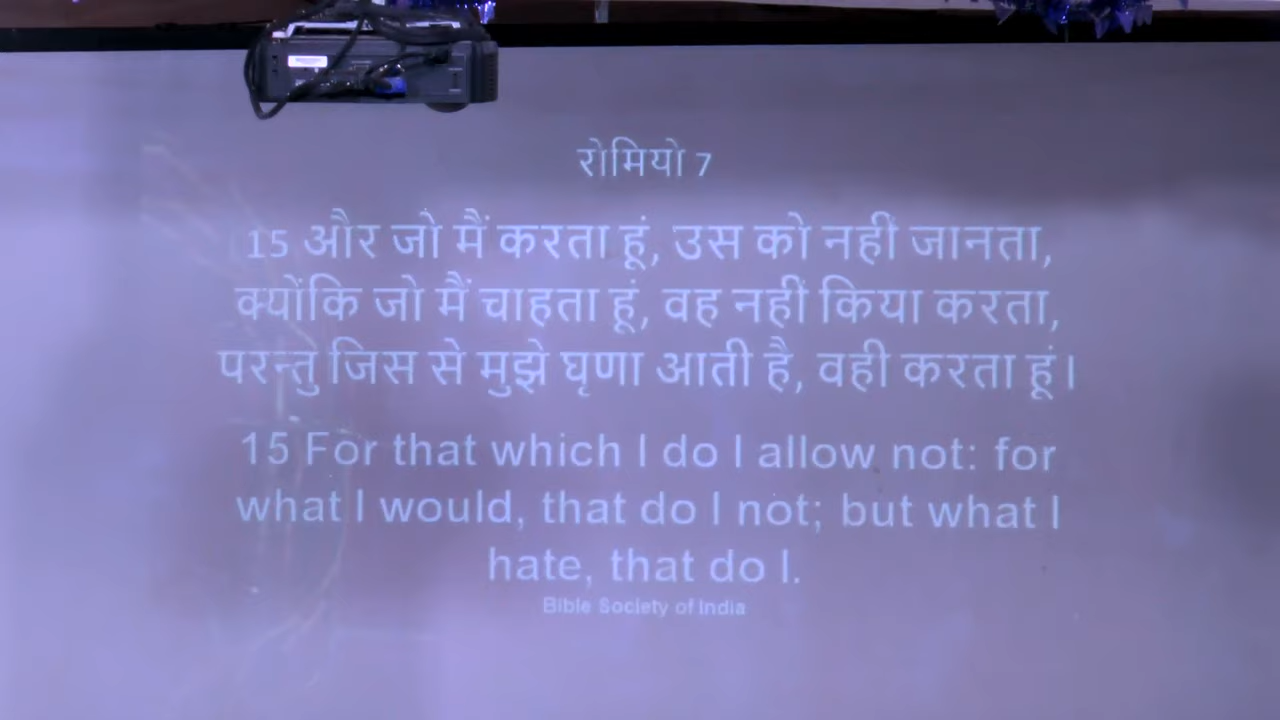 रोमियो 7
15 और जो मैं करता हूं, उस को नहीं जानता,
क्योंकि जो मैं चाहता हूं, वह नहीं किया करता,
परन्तु जिस से मुझे घृणा आती है, वही करता हूं।
15 For that which I do I allow not: for
what I would, that do I not; but what I
hate, that do I.
Bible Society of India